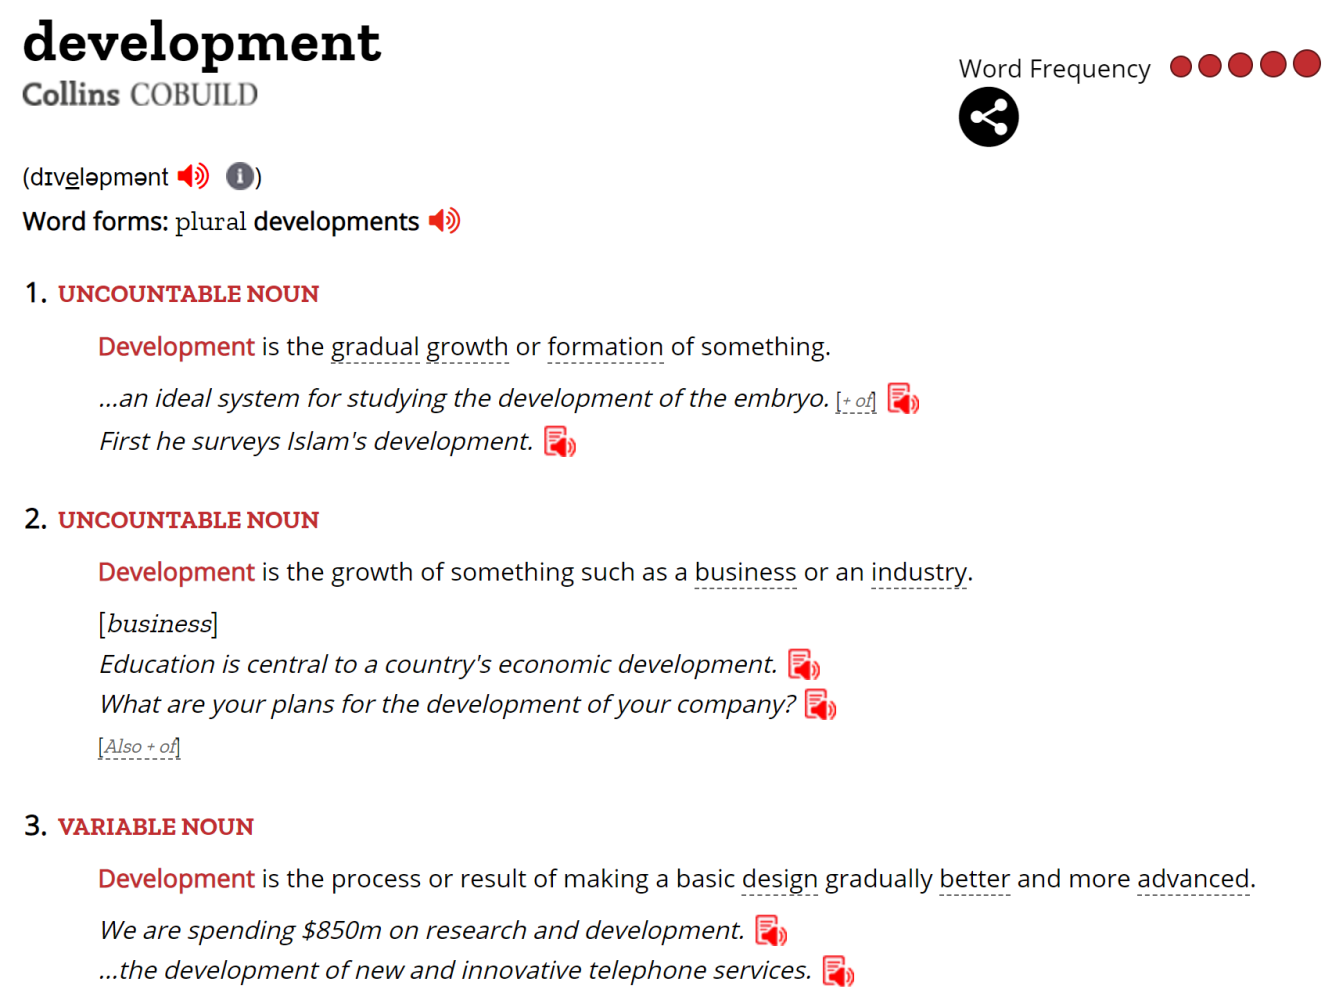 development
Collins COBUILD
Word Frequency
(dɪveləpmənt i)
Word forms: plural developments
1. UNCOUNTABLE NOUN
Development is the gradual growth or formation of something.
...an ideal system for studying the development of the embryo. [+ of]
First he surveys Islam's development.
2. UNCOUNTABLE NOUN
Development is the growth of something such as a business or an industry.
[business]
Education is central to a country's economic development.
What are your plans for the development of your company?
[Also + of]
3. VARIABLE NOUN
Development is the process or result of making a basic design gradually better and more advanced.
We are spending $850m on research and development.
...the development of new and innovative telephone services.